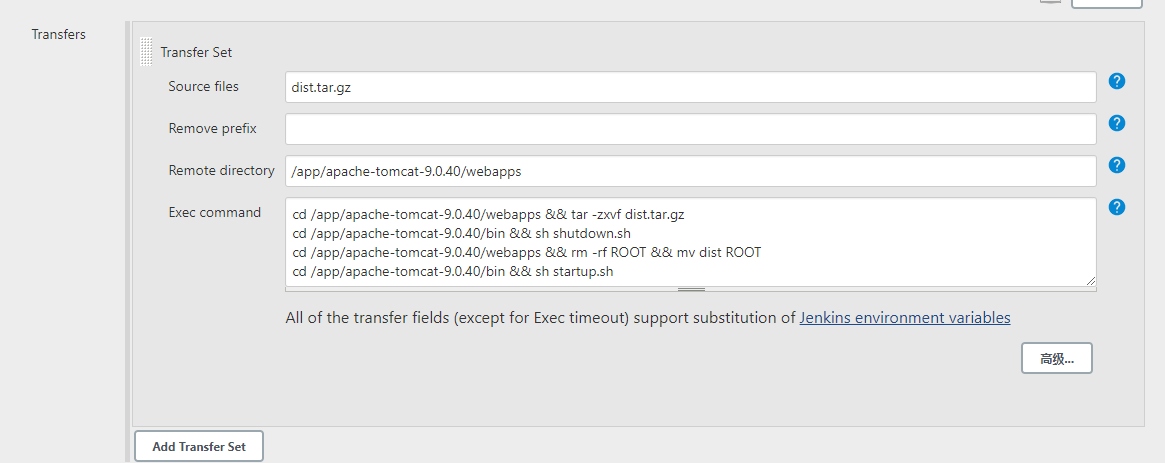 Transfers
Transfer Set
Source files
dist.tar.gz
Remove prefix
Remote directory
/app/apache-tomcat-9.0.40/webapps
Exec command
cd /app/apache-tomcat-9.0.40/webapps && tar -zxvf dist.tar.gz
cd /app/apache-tomcat-9.0.40/bin && sh shutdown.sh
cd /app/apache-tomcat-9.0.40/webapps && rm -rf ROOT && mv dist ROOT
cd /app/apache-tomcat-9.0.40/bin && sh startup.sh
All of the transfer fields (except for Exec timeout) support substitution of Jenkins environment variables
高级...
Add Transfer Set